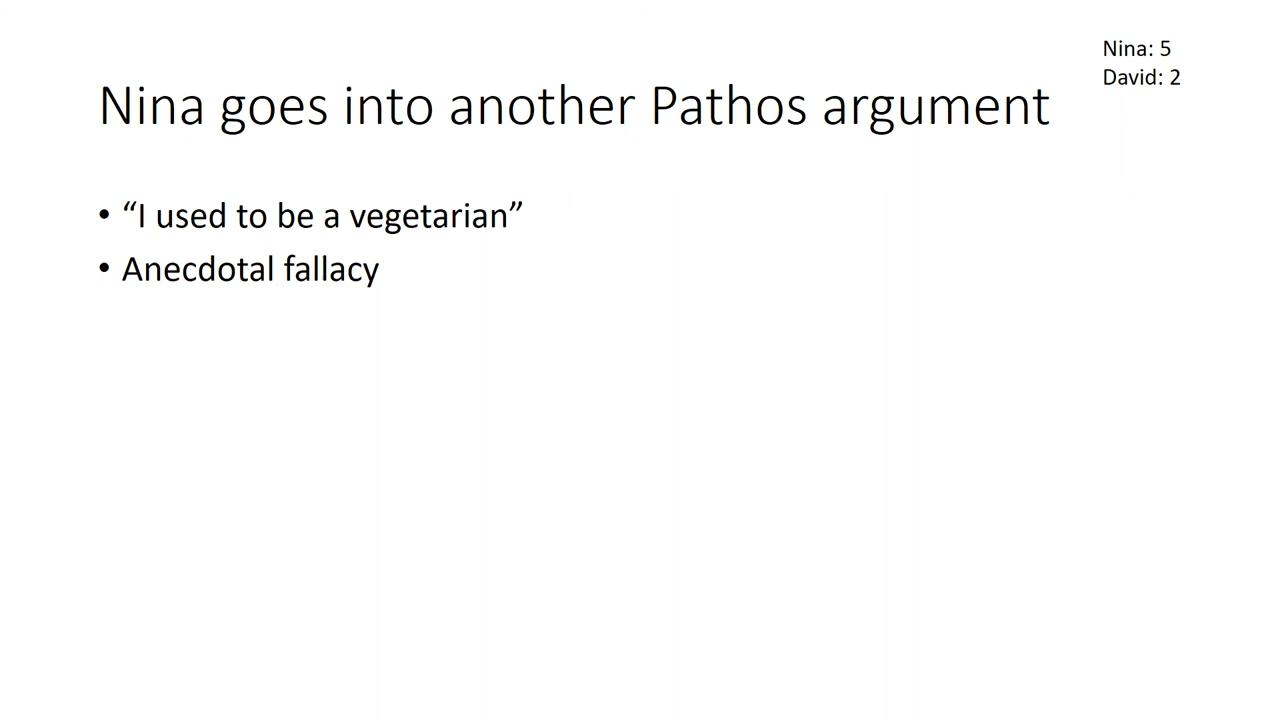 Nina: 5
David: 2
Nina goes into another Pathos argument
• “I used to be a vegetarian”
• Anecdotal fallacy